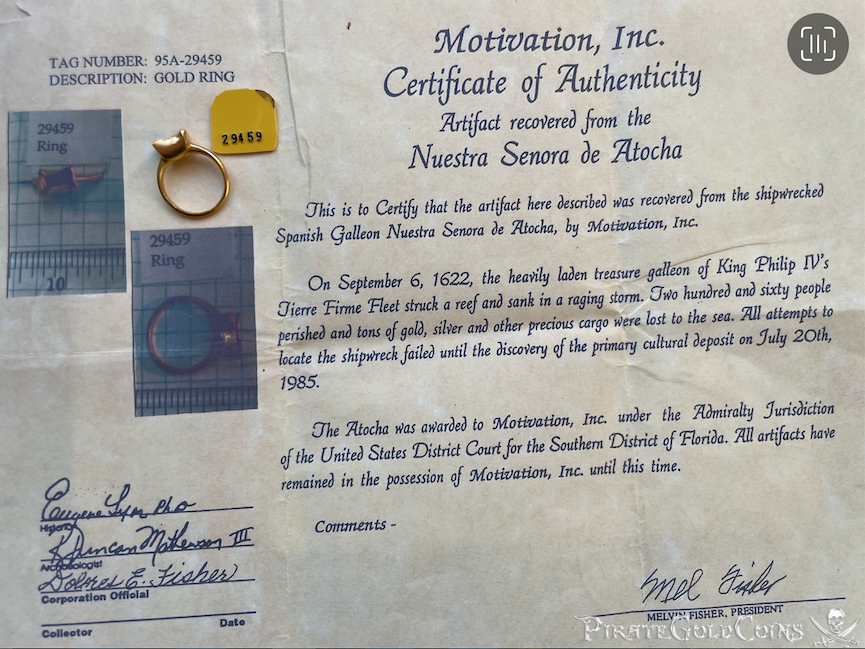 TAG NUMBER: 95A-29459
DESCRIPTION: GOLD RING
29459
Ring
10
29459
29459
Ring
Motivation, Inc.
Certificate of Authenticity
Artifact recovered from the
Nuestra Senora de Atocha
This is to Certify that the artifact here described was recovered from the shipwrecked
Spanish Galleon Nuestra Senora de Atocha, by Motivation, Inc.
On September 6, 1622, the heavily laden treasure galleon of King Philip IV's
Tierre Firme Fleet struck a reef and sank in a raging storm. Two hundred and sixty people
perished and tons of gold, silver and other precious cargo were lost to the sea. All attempts to
locate the shipwreck failed until the discovery of the primary cultural deposit on July 20th,
1985.
The Atocha was awarded to Motivation, Inc. under the Admiralty Jurisdiction
of the United States District Court for the Southern District of Florida. All artifacts have
remained in the possession of Motivation, Inc. until this time.
Comments -
Eugene Lyon PhD
Historian
R Duncan Mathewson III
Archaeologist
Dolores E. Fisher
Corporation Official
Collector Date
Mel Fisher
MELVIN FISHER, PRESIDENT
PirateGoldCoins